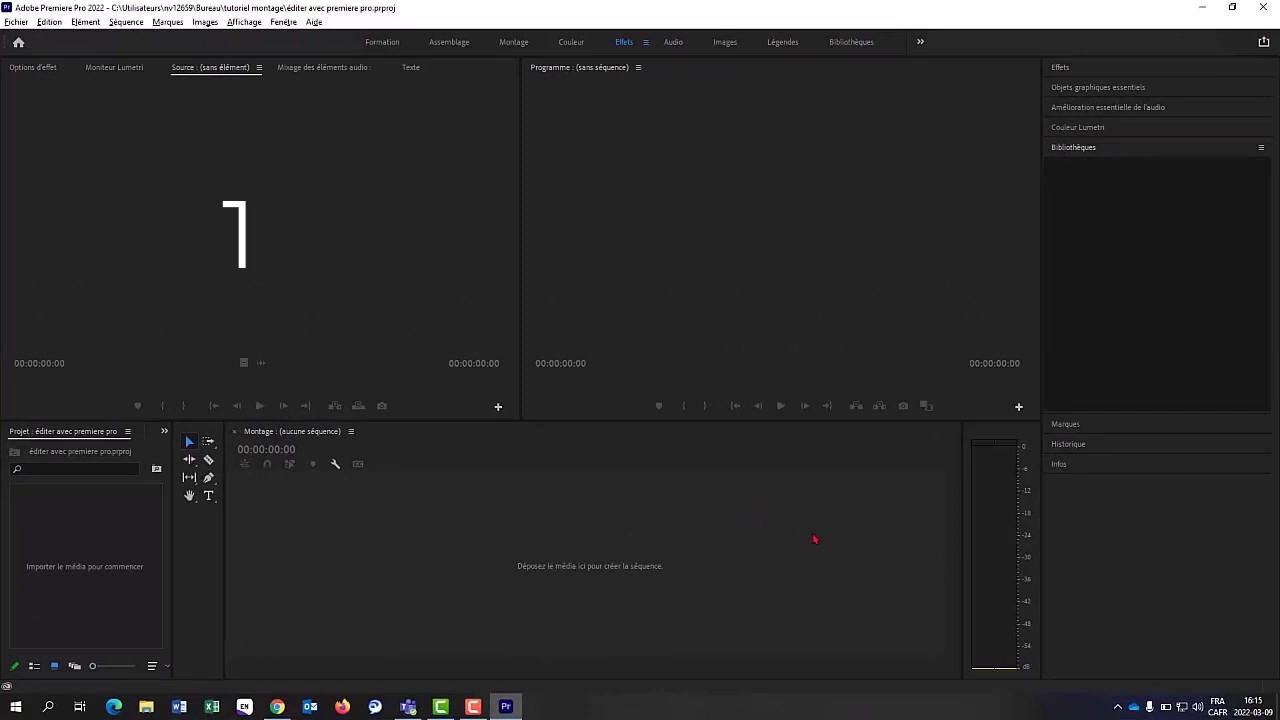 Adobe Premiere Pro 2022 - C:\Utilisateurs\nv12659\Bureau\tutoriel montage\éditer avec premiere pro.prproj
Fichier Edition Elément Séquence Marques Images Affichage Fenêtre Aide
Formation Assemblage Montage Couleur Effets Audio Images Légendes Bibliothèques
Options d'effet Moniteur Lumetri Source : (sans élément) Mixage des éléments audio : Texte
Programme : (sans séquence)
Effets
Objets graphiques essentiels
Amélioration essentielle de l'audio
Couleur Lumetri
Bibliothèques
1
00:00:00:00 00:00:00:00 00:00:00:00 00:00:00:00
Projet : éditer avec premiere pro
éditer avec premiere pro.prproj
Importer le média pour commencer
T
Montage : (aucune séquence)
00:00:00:00
Déposez le média ici pour créer la séquence.
0
-6
-12
-18
-24
-30
-36
-42
-48
-54
dB
Marques
Historique
Infos
EN
Pr
FRA
CAFR
16:15
2022-03-09